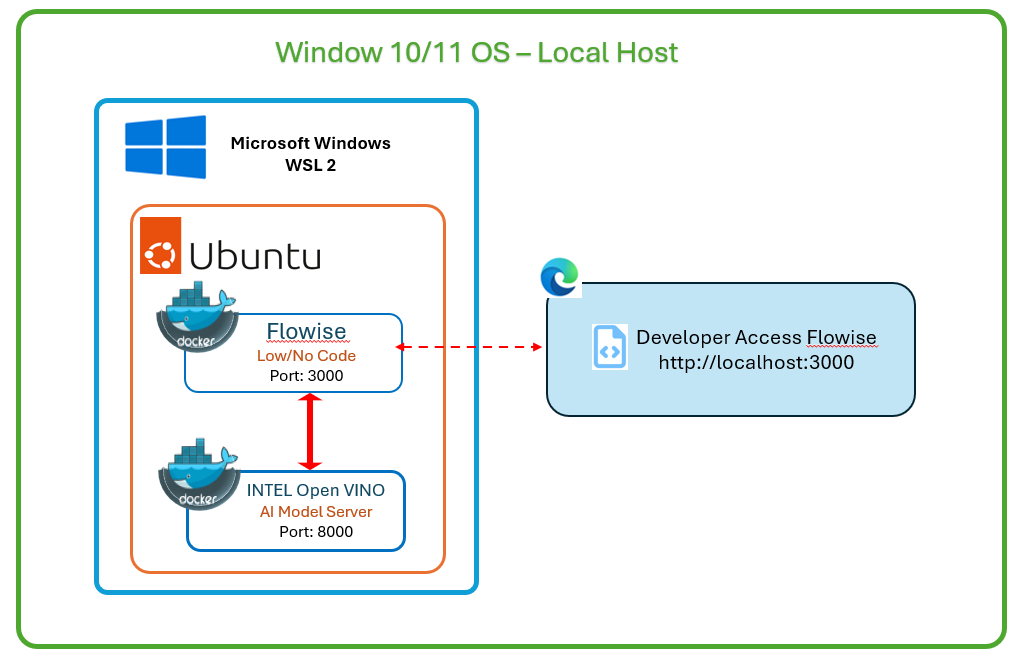 Window 10/11 OS – Local Host
Microsoft Windows
WSL 2
Ubuntu
docker
Flowise
Low/No Code
Port: 3000
Developer Access Flowise
http://localhost:3000
docker
INTEL Open VINO
AI Model Server
Port: 8000